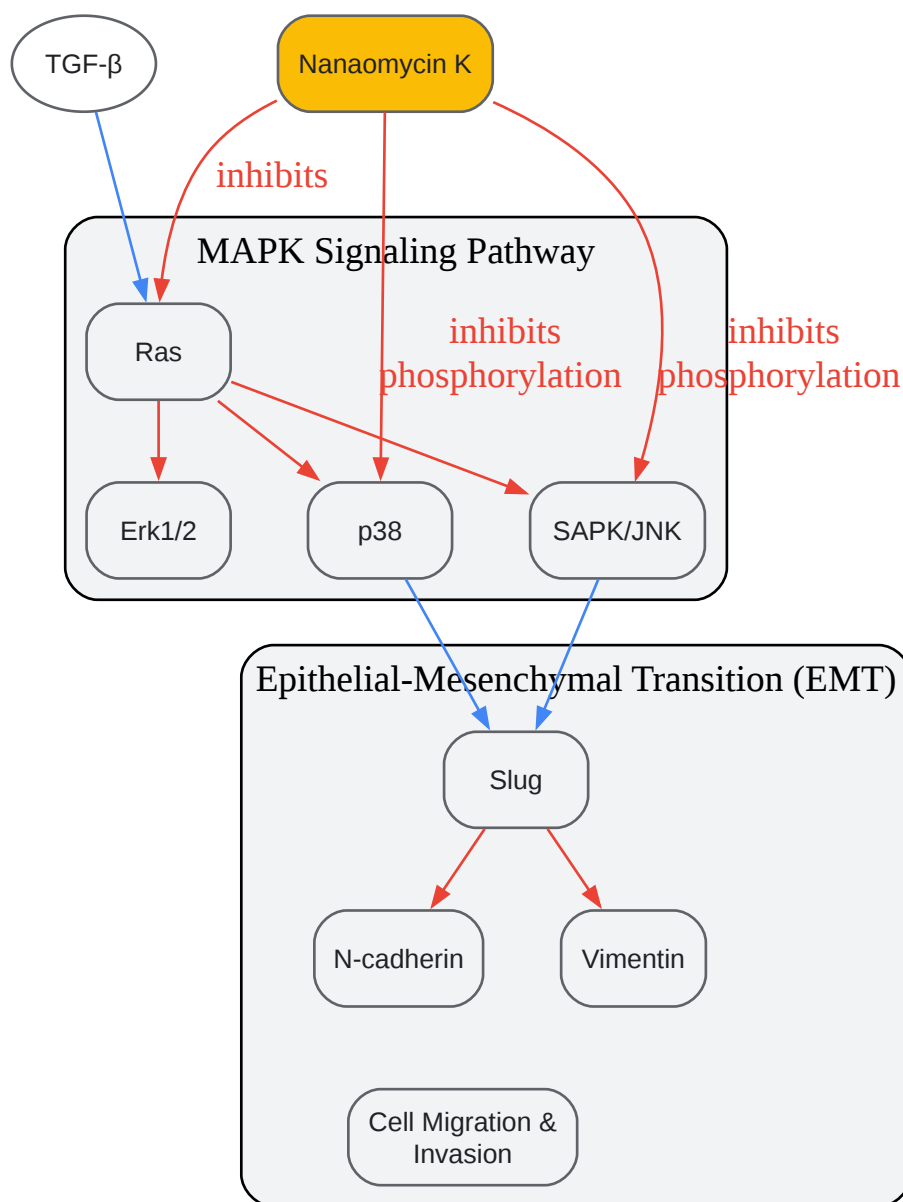 TGF-β
Nanaomycin K
inhibits
MAPK Signaling Pathway
Ras
inhibits
phosphorylation
inhibits
phosphorylation
Erk1/2
p38
SAPK/JNK
Epithelial-Mesenchymal Transition (EMT)
Slug
N-cadherin
Vimentin
Cell Migration &
Invasion